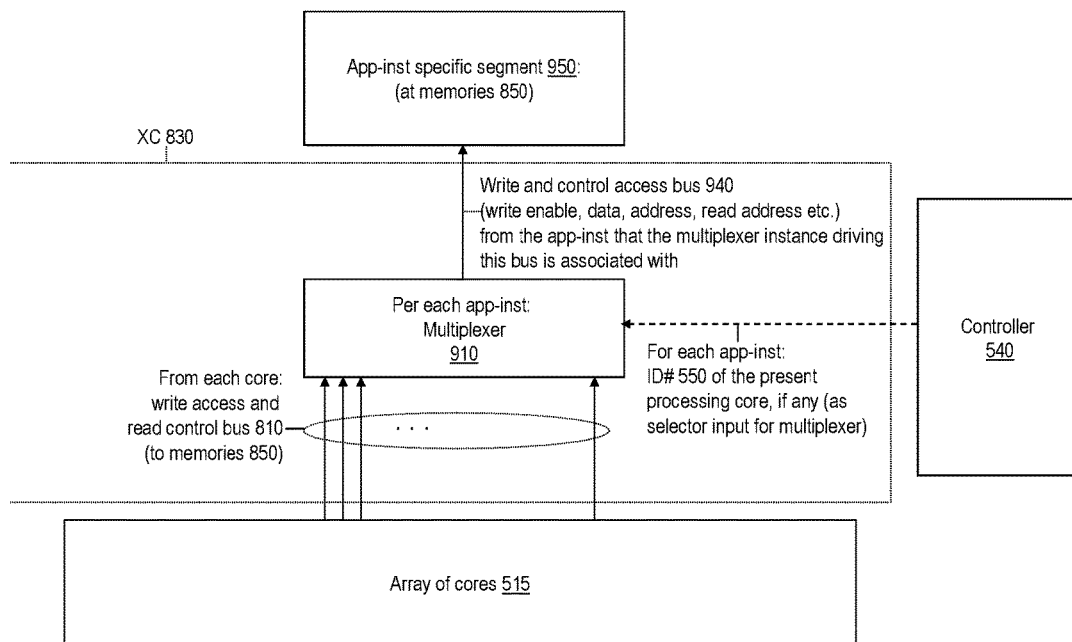 App-inst specific segment 950:
(at memories 850)
XC 830
Write and control access bus 940
(write enable, data, address, read address etc.)
from the app-inst that the multiplexer instance driving
this bus is associated with
Per each app-inst:
Multiplexer
910
Controller
540
For each app-inst:
ID# 550 of the present
processing core, if any (as
selector input for multiplexer)
From each core:
write access and
read control bus 810
(to memories 850)
. . .
Array of cores 515